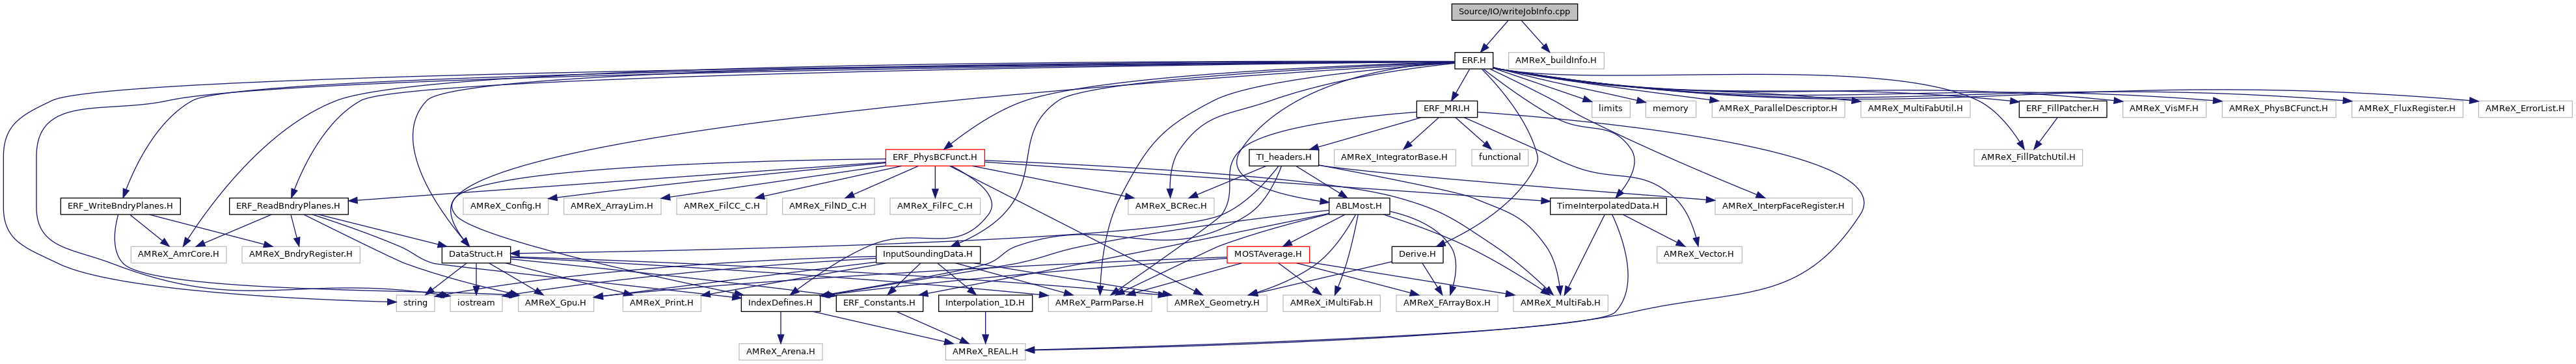 Source/IO/writeJobInfo.cpp
ERF.H
AMReX_buildInfo.H
ERF_MRI.H
limits
memory
AMReX_ParallelDescriptor.H
AMReX_MultiFabUtil.H
ERF_FillPatcher.H
AMReX_VisMF.H
AMReX_PhysBCFunct.H
AMReX_FluxRegister.H
AMReX_ErrorList.H
ERF_PhysBCFunct.H
TI_headers.H
AMReX_IntegratorBase.H
functional
AMReX_FillPatchUtil.H
ERF_WriteBndryPlanes.H
ERF_ReadBndryPlanes.H
AMReX_Config.H
AMReX_ArrayLim.H
AMReX_FilCC_C.H
AMReX_FilND_C.H
AMReX_FilFC_C.H
AMReX_BCRec.H
ABLMost.H
TimeInterpolatedData.H
AMReX_InterpFaceRegister.H
AMReX_AmrCore.H
AMReX_BndryRegister.H
DataStruct.H
InputSoundingData.H
MOSTAverage.H
Derive.H
AMReX_Vector.H
string
iostream
AMReX_Gpu.H
AMReX_Print.H
IndexDefines.H
ERF_Constants.H
Interpolation_1D.H
AMReX_ParmParse.H
AMReX_Geometry.H
AMReX_iMultiFab.H
AMReX_FArrayBox.H
AMReX_MultiFab.H
AMReX_Arena.H
AMReX_REAL.H